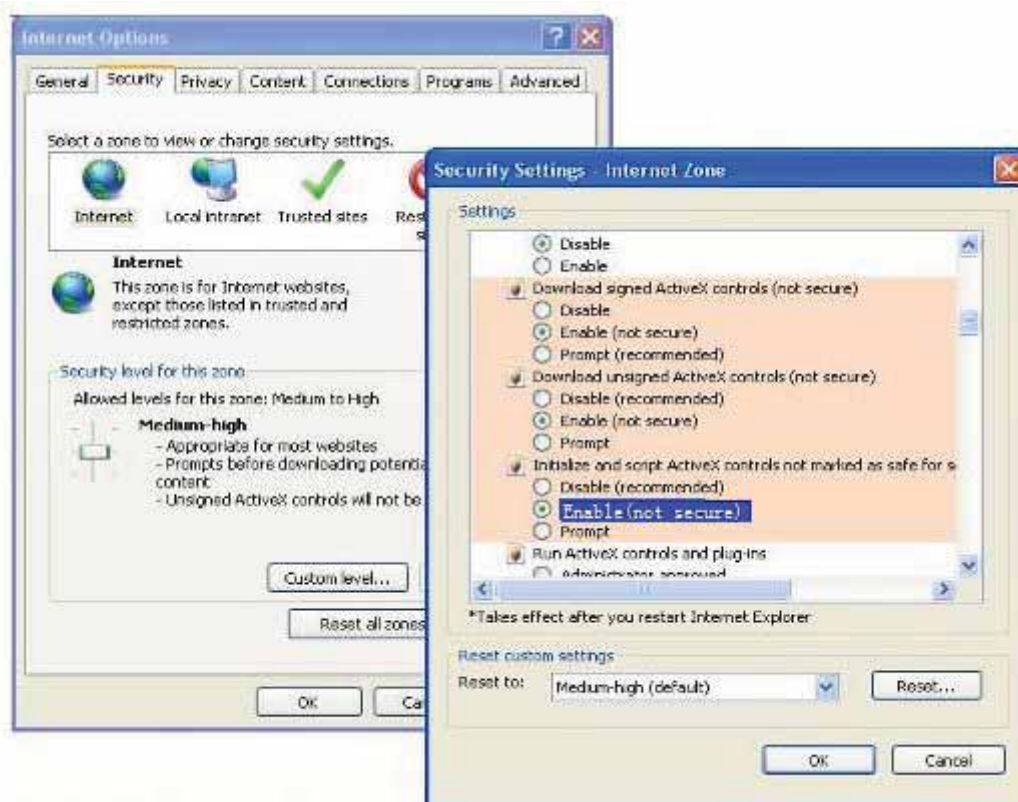 Internet Options
General Security Privacy Content Connections Programs Advanced
Select a zone to view or change security settings.
Internet Local intranet Trusted sites
Internet
This zone is for Internet websites,
except those listed in trusted and
restricted zones.
Security level for this zone
Allowed levels for this zone: Medium to High
Medium-high
- Appropriate for most websites
- Prompts before downloading
content
- Unsigned ActiveX controls will not be
Custom level...
Reset all zones
OK
Security Settings - Internet Zone
Settings
Disable
Enable
Download signed ActiveX controls (not secure)
Disable
Enable (not secure)
Prompt (recommended)
Download unsigned ActiveX controls (not secure)
Disable (recommended)
Enable (not secure)
Prompt
Initialize and script ActiveX controls not marked as safe for s
Disable (recommended)
Enable(not secure)
Prompt
Run ActiveX controls and plug-ins
Administrator approved
*Takes effect after you restart Internet Explorer
Reset custom settings
Reset to: Medium-high (default) Reset...
OK Cancel